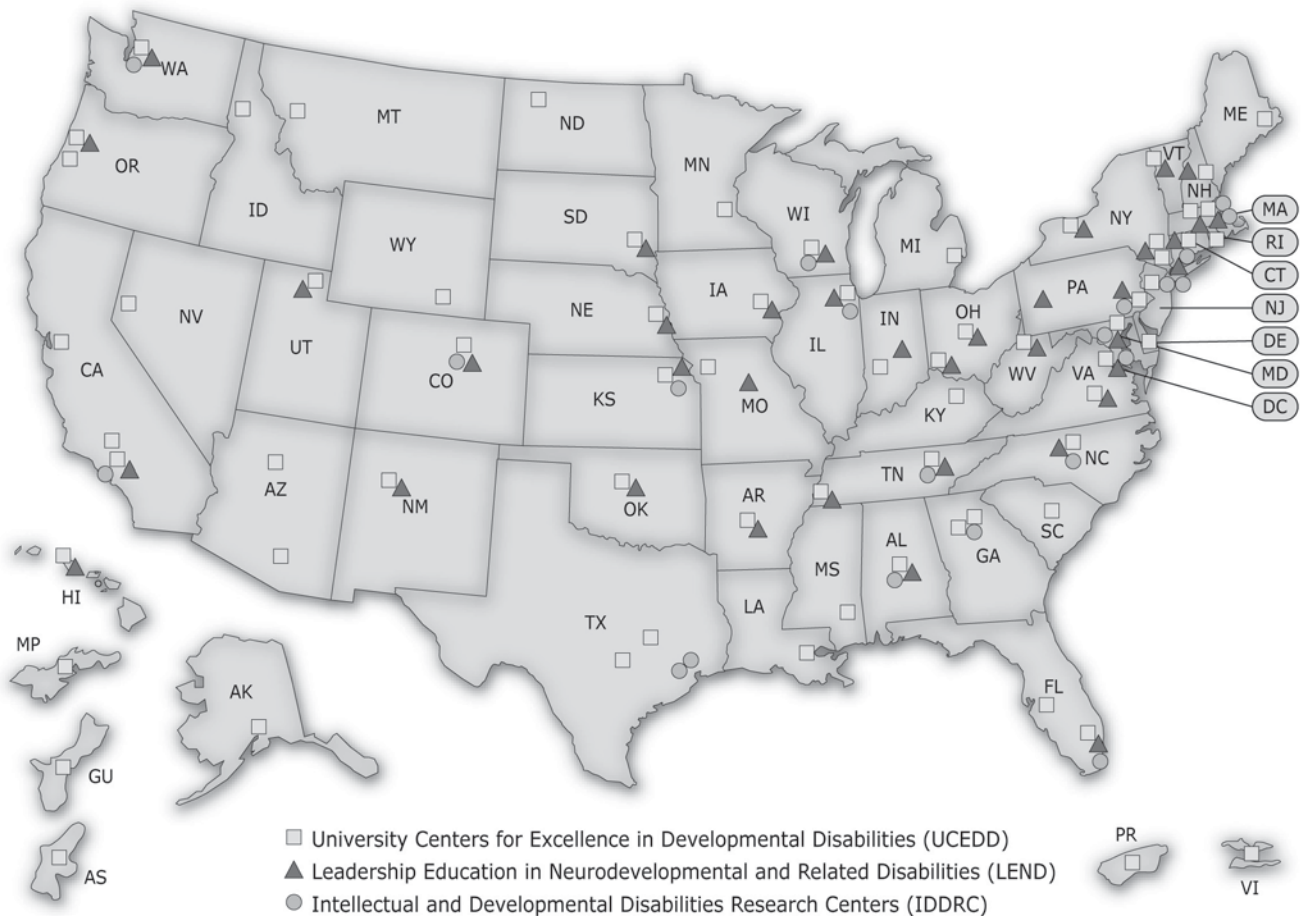 WA
MT
ND
MN
ME
VT
NH
OR
ID
SD
WI
NY
MA
WY
MI
RI
CT
NV
UT
NE
IA
PA
NJ
CA
CO
IL
IN
OH
DE
KS
MO
WV
VA
MD
KY
DC
AZ
NM
OK
AR
TN
NC
SC
HI
MS
AL
GA
TX
LA
MP
AK
FL
GU
AS
PR
VI
University Centers for Excellence in Developmental Disabilities (UCEDD)
Leadership Education in Neurodevelopmental and Related Disabilities (LEND)
Intellectual and Developmental Disabilities Research Centers (IDDRC)